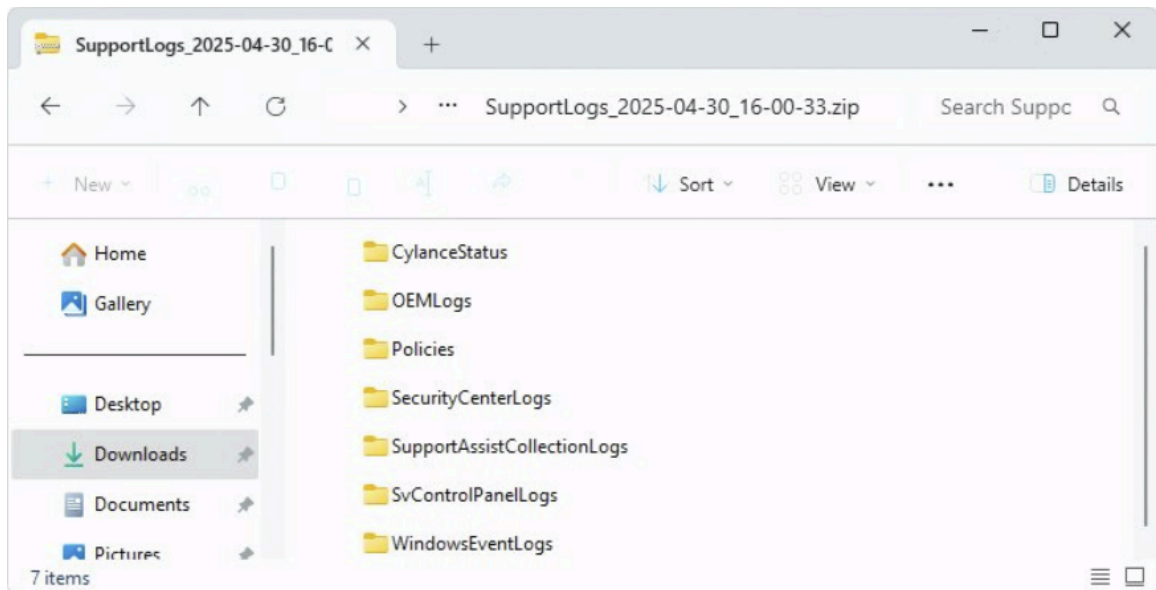 SupportLogs_2025-04-30_16-0
SupportLogs_2025-04-30_16-00-33.zip Search Suppc
New Sort View Details
Home
Gallery
Desktop
Downloads
Documents
Pictures
CylanceStatus
OEMLogs
Policies
SecurityCenterLogs
SupportAssistCollectionLogs
SvControlPanelLogs
WindowsEventLogs
7 items